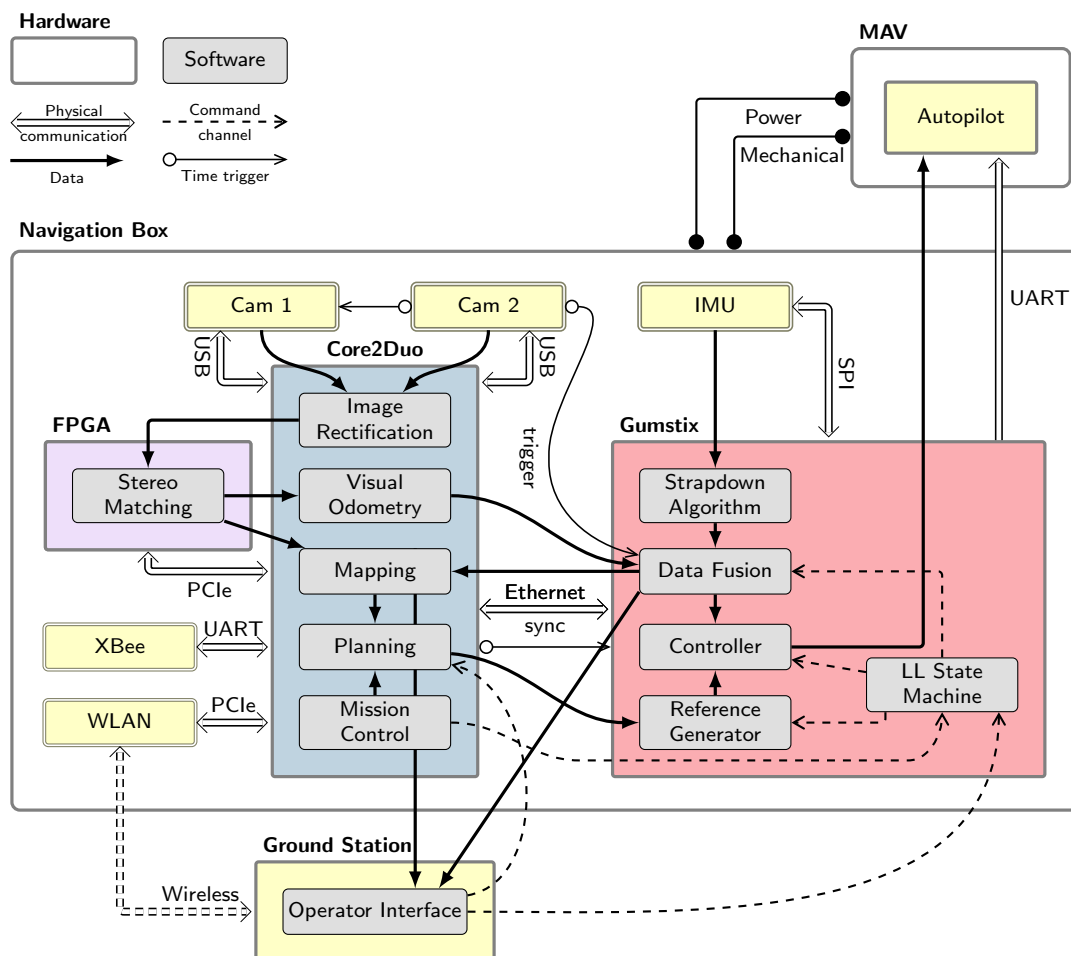 Hardware
Software
Physical
communication
Command
channel
Data
Time trigger
MAV
Autopilot
Power
Mechanical
Navigation Box
UART
Cam 1
Cam 2
IMU
USB
USB
SPI
Core2Duo
Image
Rectification
FPGA
Gumstix
trigger
Stereo
Matching
Visual
Odometry
Strapdown
Algorithm
Mapping
Data Fusion
PCIe
Ethernet
sync
XBee
UART
Planning
Controller
LL State
Machine
WLAN
PCIe
Mission
Control
Reference
Generator
Ground Station
Wireless
Operator Interface